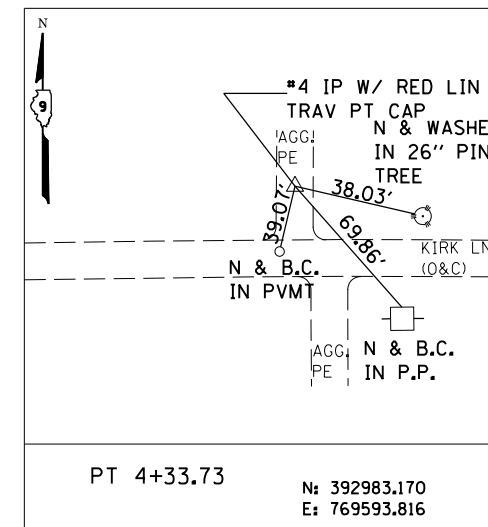 N
9
#4 IP W/ RED LIN
TRAV PT CAP
N & WASHE
IN 26" PIN
TREE
AGG.
PE
38.03'
39.07'
69.86'
KIRK LN
(O&C)
N & B.C.
IN PVMT
AGG.
PE
N & B.C.
IN P.P.
PT 4+33.73
N: 392983.170
E: 769593.816